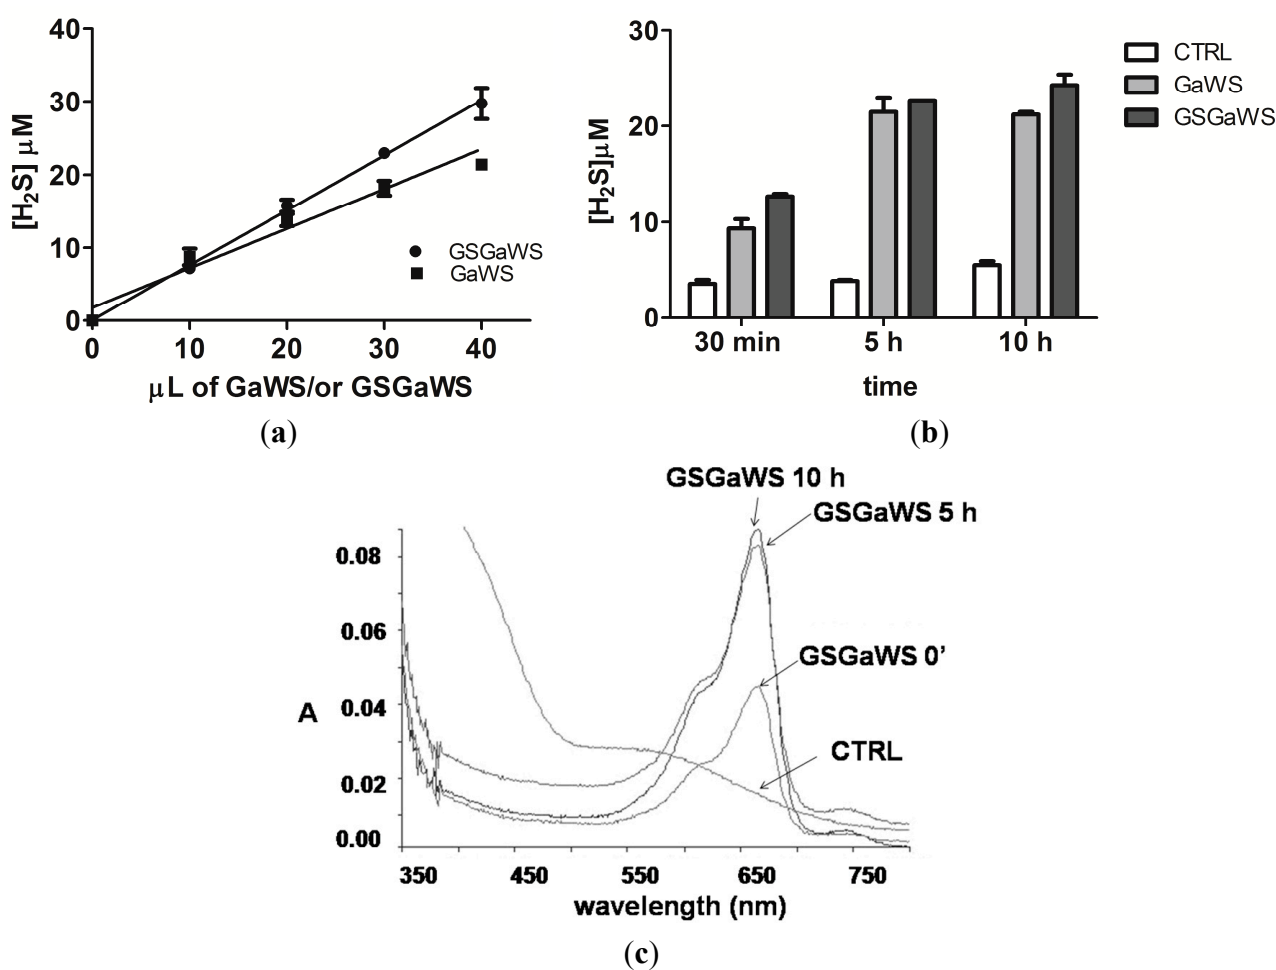 40
30
20
10
0
[H2S] μM
GSGaWS
GaWS
0 10 20 30 40
μL of GaWS/or GSGaWS
(a)
30
20
10
0
[H2S]μM
CTRL
GaWS
GSGaWS
30 min 5 h 10 h
time
(b)
GSGaWS 10 h
GSGaWS 5 h
GSGaWS 0’
CTRL
0.08
0.06
0.04
0.02
0.00
A
350 450 550 650 750
wavelength (nm)
(c)